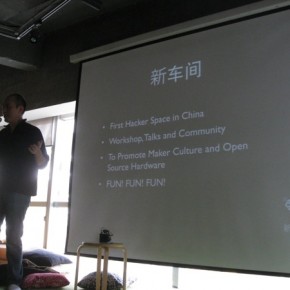 新车间
• First Hacker Space in China
• Workshop, Talks and Community
• To Promote Maker Culture and Open
Source Hardware
• FUN! FUN! FUN!